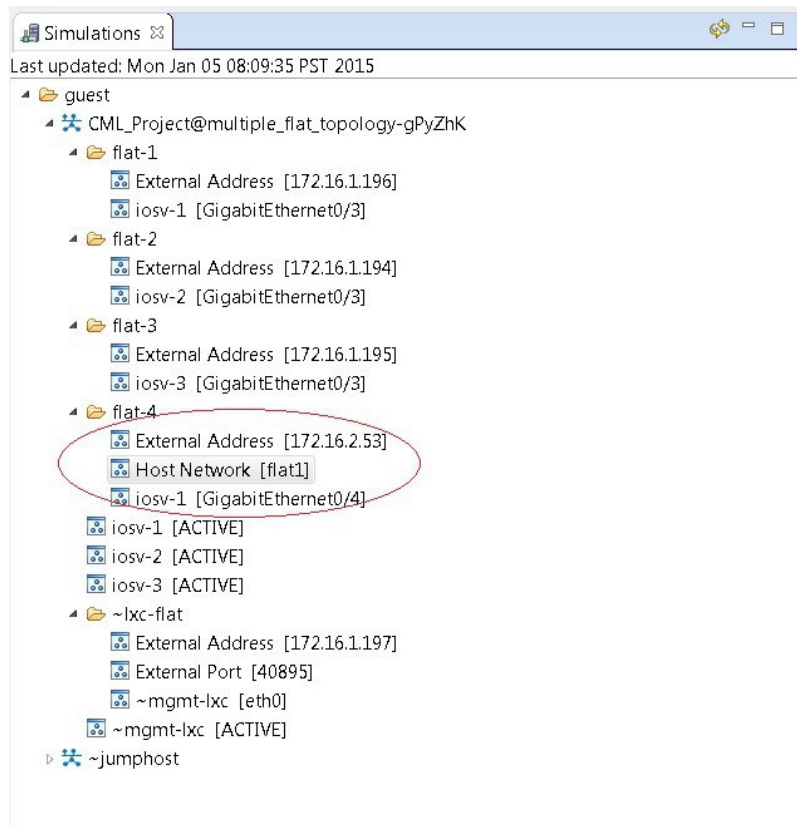 Simulations
Last updated: Mon Jan 05 08:09:35 PST 2015
guest
CML_Project@multiple_flat_topology-gPyZhK
flat-1
External Address [172.16.1.196]
iosv-1 [GigabitEthernet0/3]
flat-2
External Address [172.16.1.194]
iosv-2 [GigabitEthernet0/3]
flat-3
External Address [172.16.1.195]
iosv-3 [GigabitEthernet0/3]
flat-4
External Address [172.16.2.53]
Host Network [flat1]
iosv-1 [GigabitEthernet0/4]
iosv-1 [ACTIVE]
iosv-2 [ACTIVE]
iosv-3 [ACTIVE]
~lxc-flat
External Address [172.16.1.197]
External Port [40895]
~mgmt-lxc [eth0]
~mgmt-lxc [ACTIVE]
~jumphost